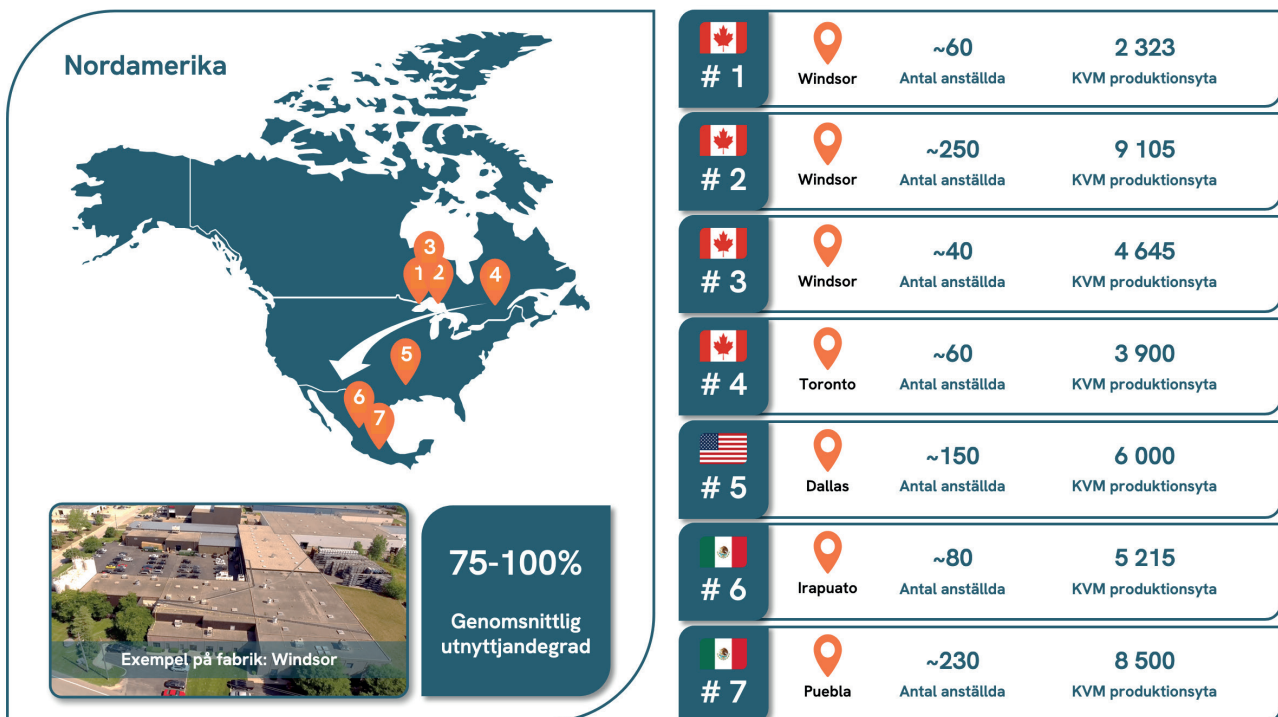 Nordamerika
3
1
2
4
5
6
7
Exempel på fabrik: Windsor
75-100%
Genomsnittlig
utnyttjandegrad
# 1
Windsor
~60
Antal anställda
2 323
KVM produktionsyta
# 2
Windsor
~250
Antal anställda
9 105
KVM produktionsyta
# 3
Windsor
~40
Antal anställda
4 645
KVM produktionsyta
# 4
Toronto
~60
Antal anställda
3 900
KVM produktionsyta
# 5
Dallas
~150
Antal anställda
6 000
KVM produktionsyta
# 6
Irapuato
~80
Antal anställda
5 215
KVM produktionsyta
# 7
Puebla
~230
Antal anställda
8 500
KVM produktionsyta